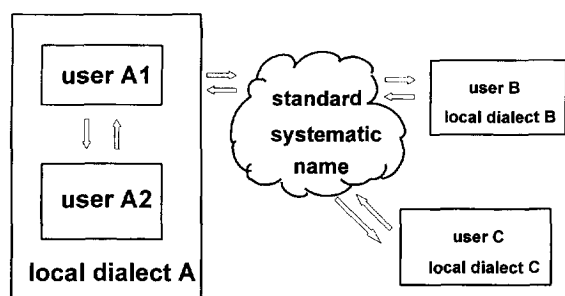 user A1
user A2
local dialect A
standard
systematic
name
user B
local dialect B
user C
local dialect C